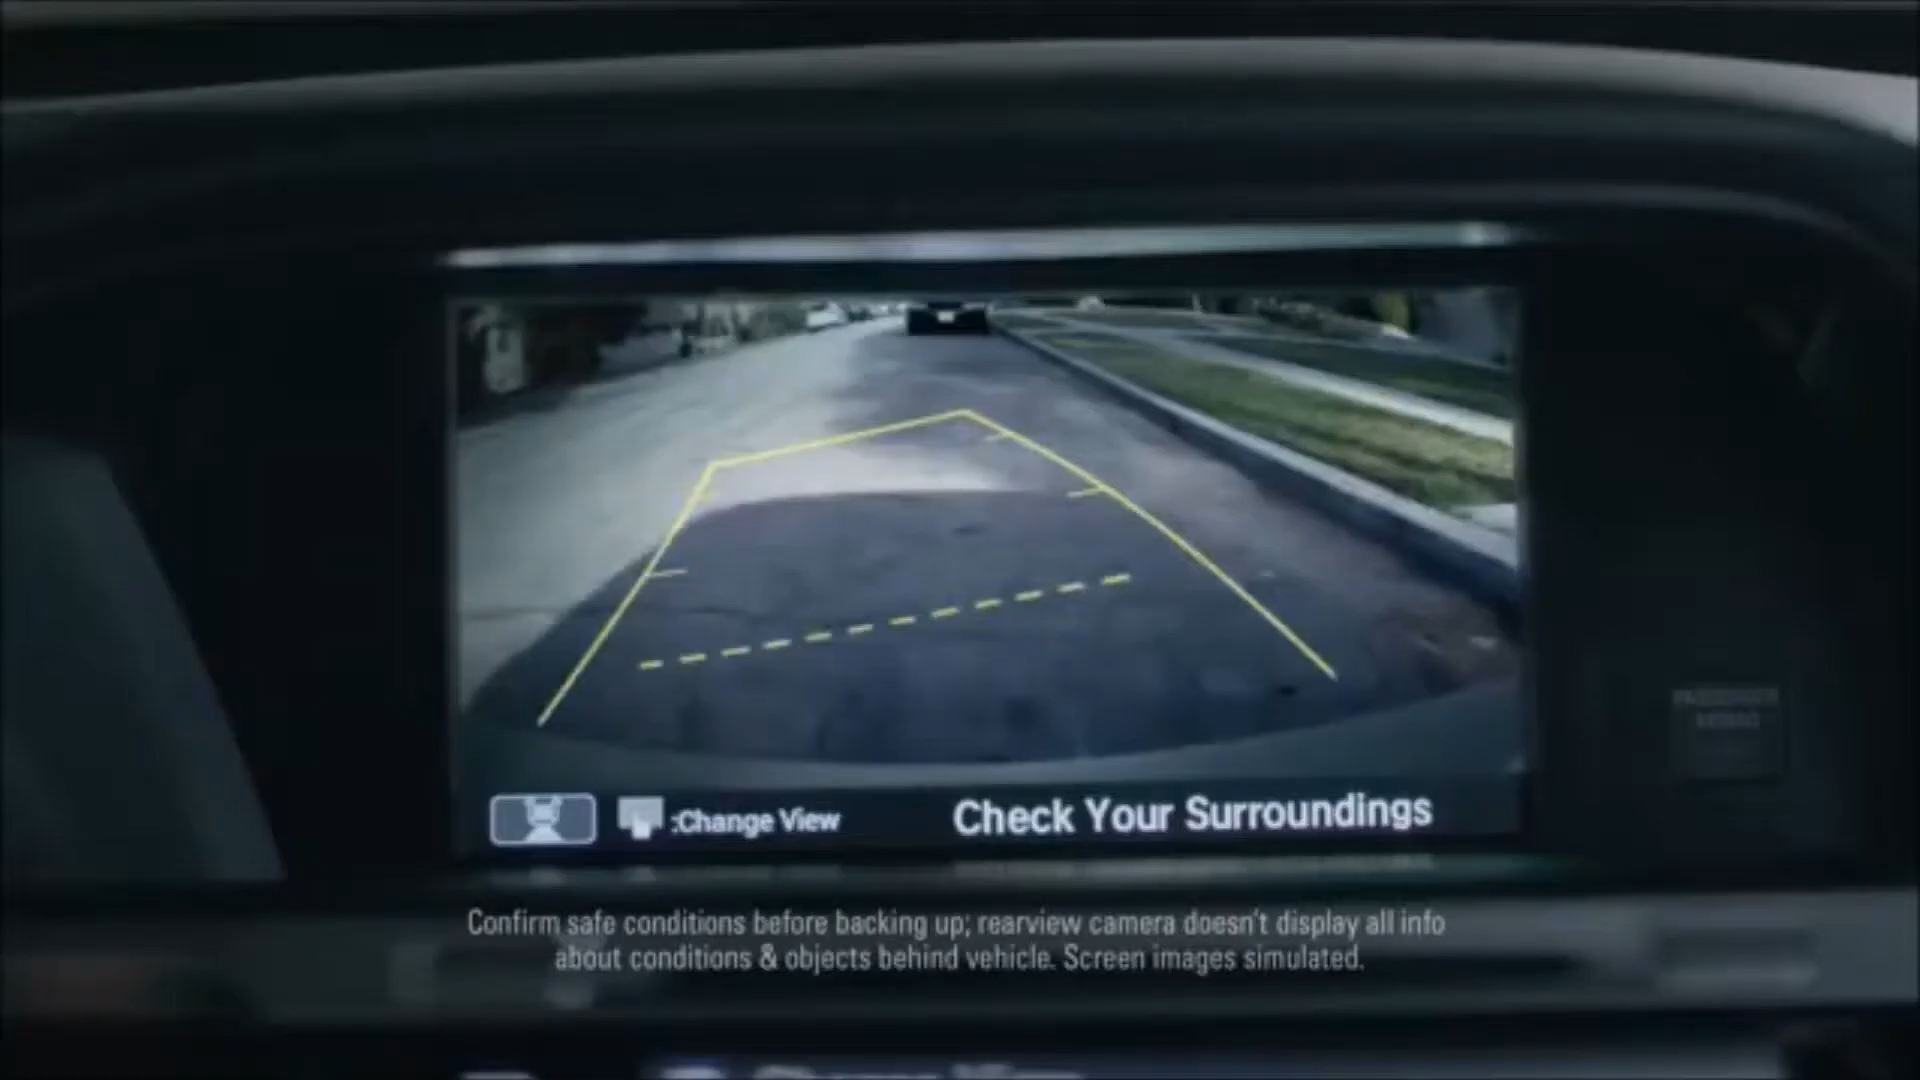 :Change View
Check Your Surroundings
Confirm safe conditions before backing up; rearview camera doesn't display all info
about conditions & objects behind vehicle. Screen images simulated.